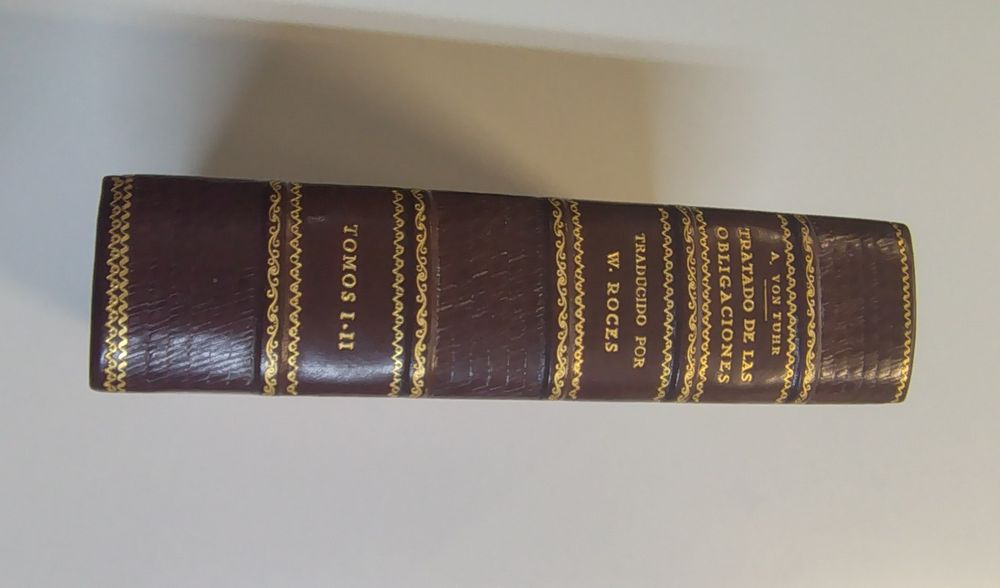 A. VON TUHR
TRATADO DE LAS
OBLIGACIONES
TRADUCIDO POR
W. ROCES
TOMOS I-II